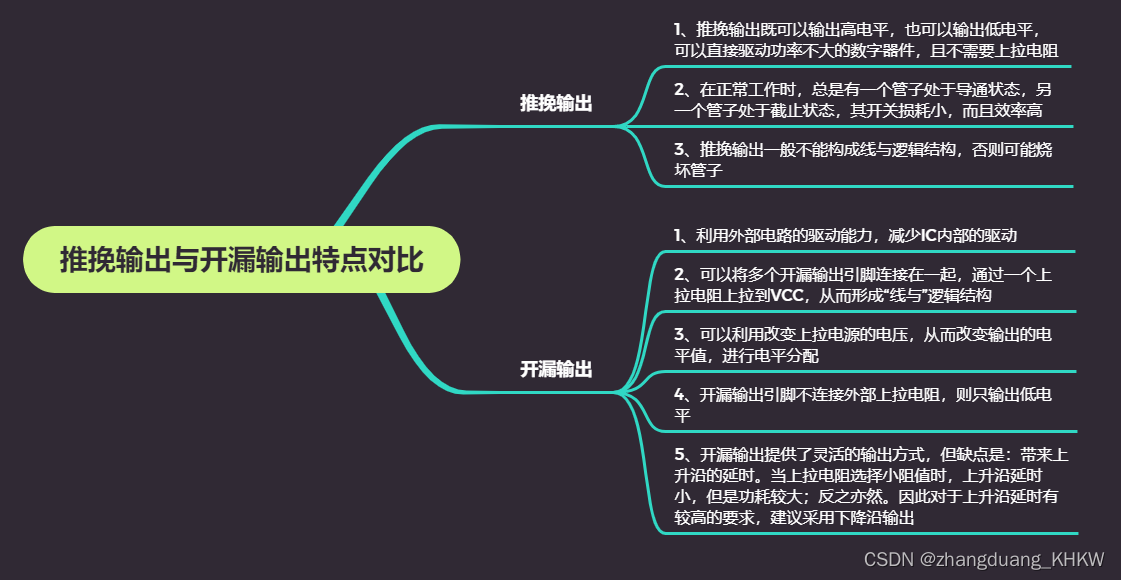 推挽输出与开漏输出特点对比
推挽输出
1、推挽输出既可以输出高电平，也可以输出低电平，
可以直接驱动功率不大的数字器件，且不需要上拉电阻
2、在正常工作时，总是有一个管子处于导通状态，另
一个管子处于截止状态，其开关损耗小，而且效率高
3、推挽输出一般不能构成线与逻辑结构，否则可能烧
坏管子
开漏输出
1、利用外部电路的驱动能力，减少IC内部的驱动
2、可以将多个开漏输出引脚连接在一起，通过一个上
拉电阻上拉到VCC，从而形成“线与”逻辑结构
3、可以利用改变上拉电源的电压，从而改变输出的电
平值，进行电平分配
4、开漏输出引脚不连接外部上拉电阻，则只输出低电
平
5、开漏输出提供了灵活的输出方式，但缺点是：带来上
升沿的延时。当上拉电阻选择小阻值时，上升沿延时
小，但是功耗较大；反之亦然。因此对于上升沿延时有
较高的要求，建议采用下降沿输出
CSDN @zhangduang_KHKW